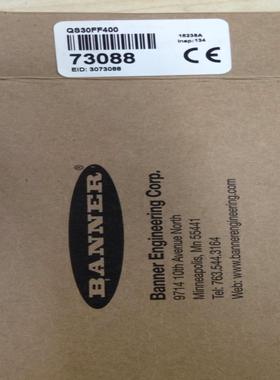 QS30FF400
73088
EID: 3073088
15238A
Insp:134
CE
BANNER
Banner Engineering Corp.
9714 10th Avenue North
Minneapolis, Mn 55441
Tel: 763.544.3164
Web: www.bannerengineering.com